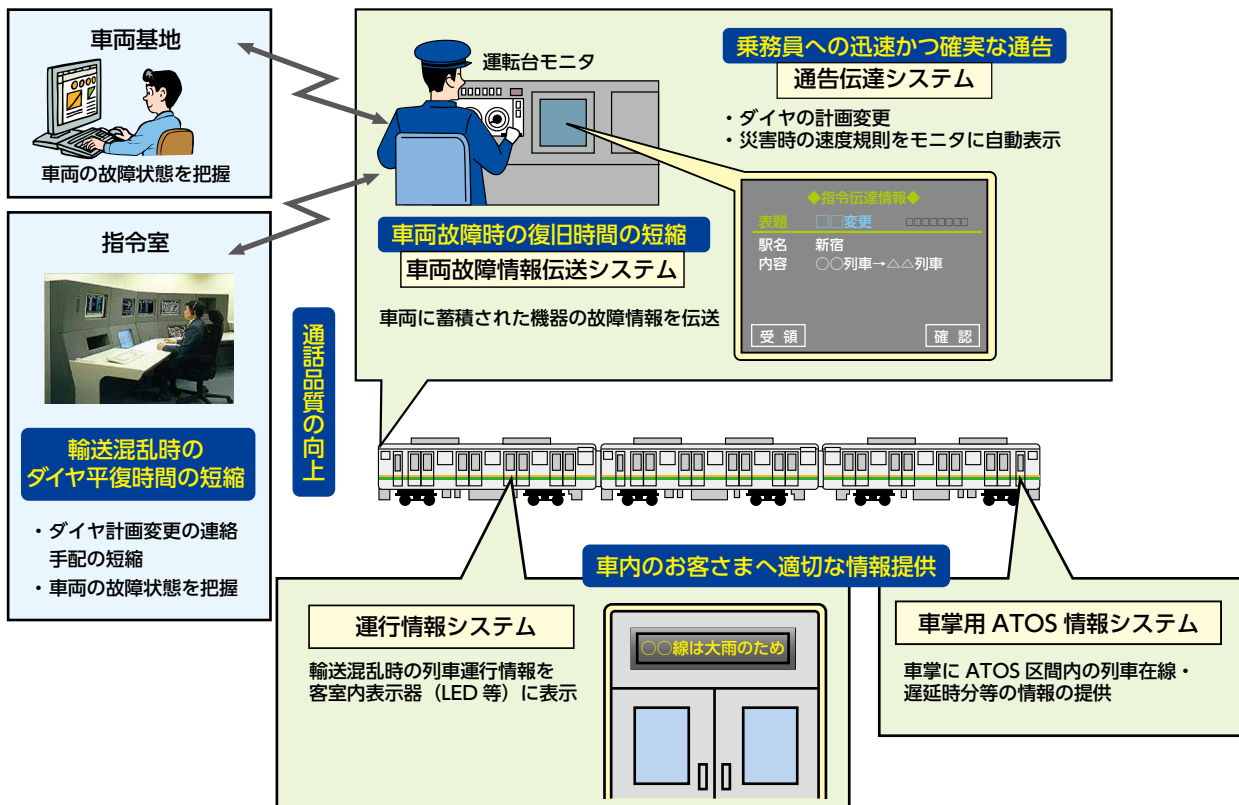 車両基地
車両の故障状態を把握
指令室
輸送混乱時の
ダイヤ平復時間の短縮
・ダイヤ計画変更の連絡
手配の短縮
・車両の故障状態を把握
通話品質の向上
運転台モニタ
車両故障時の復旧時間の短縮
車両故障情報伝送システム
車両に蓄積された機器の故障情報を伝送
乗務員への迅速かつ確実な通告
通告伝達システム
・ダイヤの計画変更
・災害時の速度規則をモニタに自動表示
◆指令伝達情報◆
表題 □□変更 □□□□□□□□
駅名 新宿
内容 ○○列車→△△列車
受領 確認
車内のお客さまへ適切な情報提供
運行情報システム
輸送混乱時の列車運行情報を
客室内表示器（LED 等）に表示
○○線は大雨のため
車掌用 ATOS 情報システム
車掌に ATOS 区間内の列車在線・
遅延時分等の情報の提供